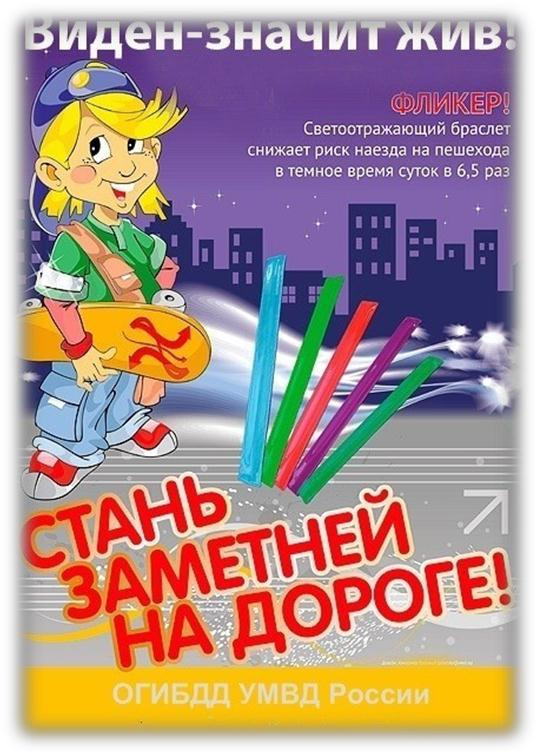 Виден-значит жив!
ФЛИКЕР!
Светоотражающий браслет
снижает риск наезда на пешехода
в темное время суток в 6,5 раз
СТАНЬ
ЗАМЕТНЕЙ
НА ДОРОГЕ!
ОГИБДД УМВД России